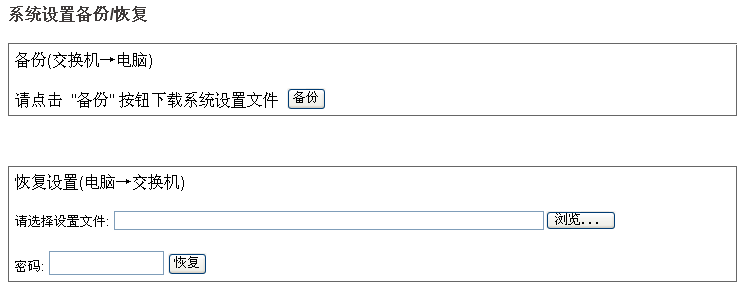 系统设置备份/恢复
备份(交换机→电脑)
请点击 "备份" 按钮下载系统设置文件 备份
恢复设置(电脑→交换机)
请选择设置文件: 浏览...
密码: 恢复